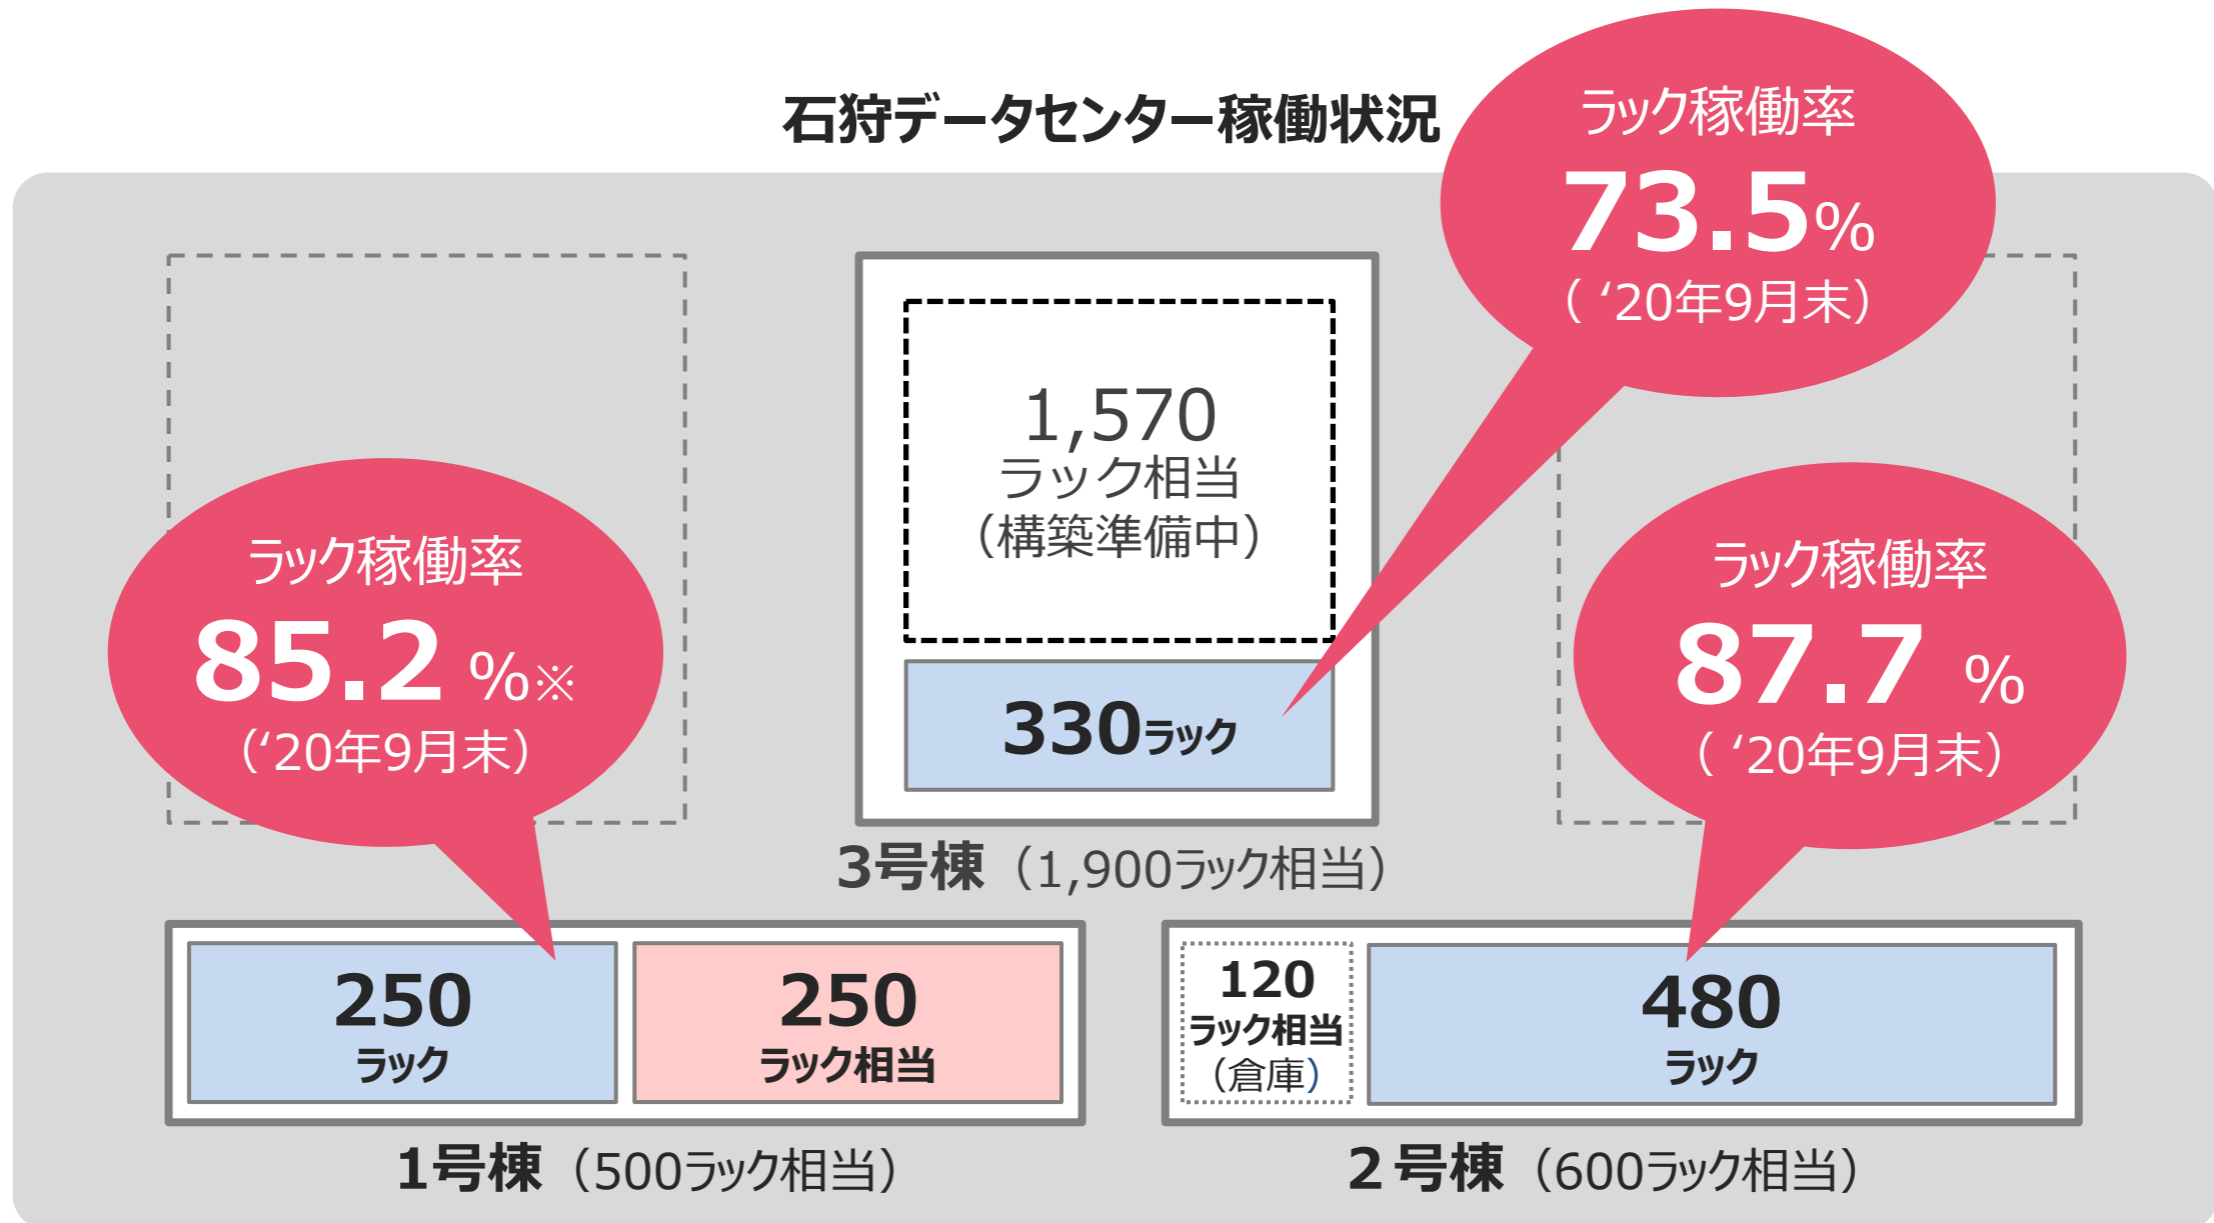 石狩データセンター稼働状況
ラック稼働率
73.5%
（ ‘20年9月末）
1,570
ラック相当
（構築準備中）
330ラック
3号棟（1,900ラック相当）
ラック稼働率
85.2 %※
（‘20年9月末）
ラック稼働率
87.7 %
（ ‘20年9月末）
250
ラック
250
ラック相当
1号棟（500ラック相当）
120
ラック相当
（倉庫）
480
ラック
２号棟（600ラック相当）